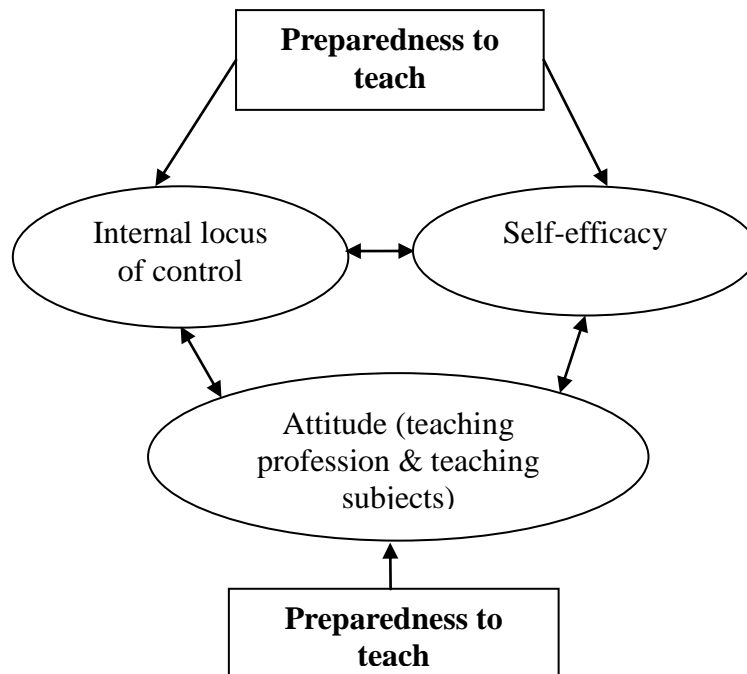 Preparedness to
teach
Internal locus
of control
Self-efficacy
Attitude (teaching
profession & teaching
subjects)
Preparedness to
teach